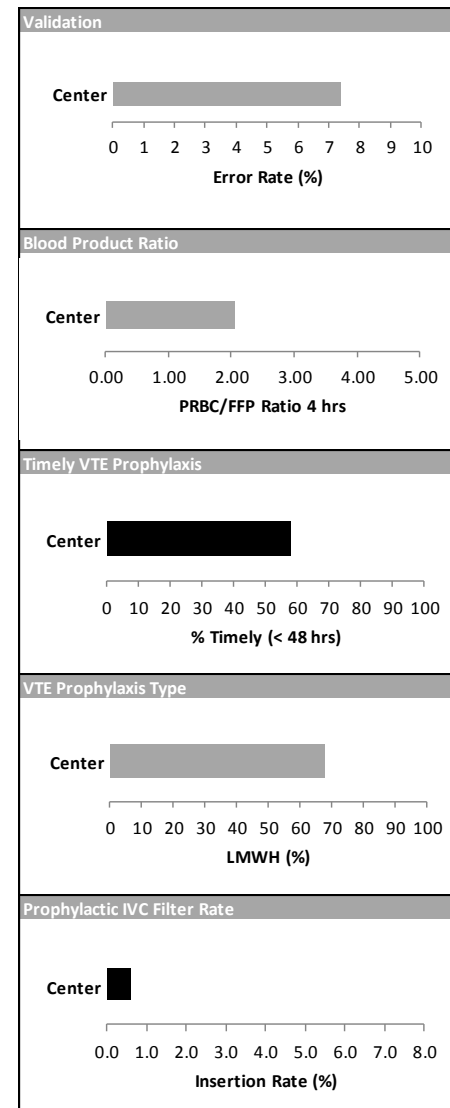 Validation
Center
0 1 2 3 4 5 6 7 8 9 10
Error Rate (%)
Blood Product Ratio
Center
0.00 1.00 2.00 3.00 4.00 5.00
PRBC/FFP Ratio 4 hrs
Timely VTE Prophylaxis
Center
0 10 20 30 40 50 60 70 80 90 100
% Timely (< 48 hrs)
VTE Prophylaxis Type
Center
0 10 20 30 40 50 60 70 80 90 100
LMWH (%)
Prophylactic IVC Filter Rate
Center
0.0 1.0 2.0 3.0 4.0 5.0 6.0 7.0 8.0
Insertion Rate (%)